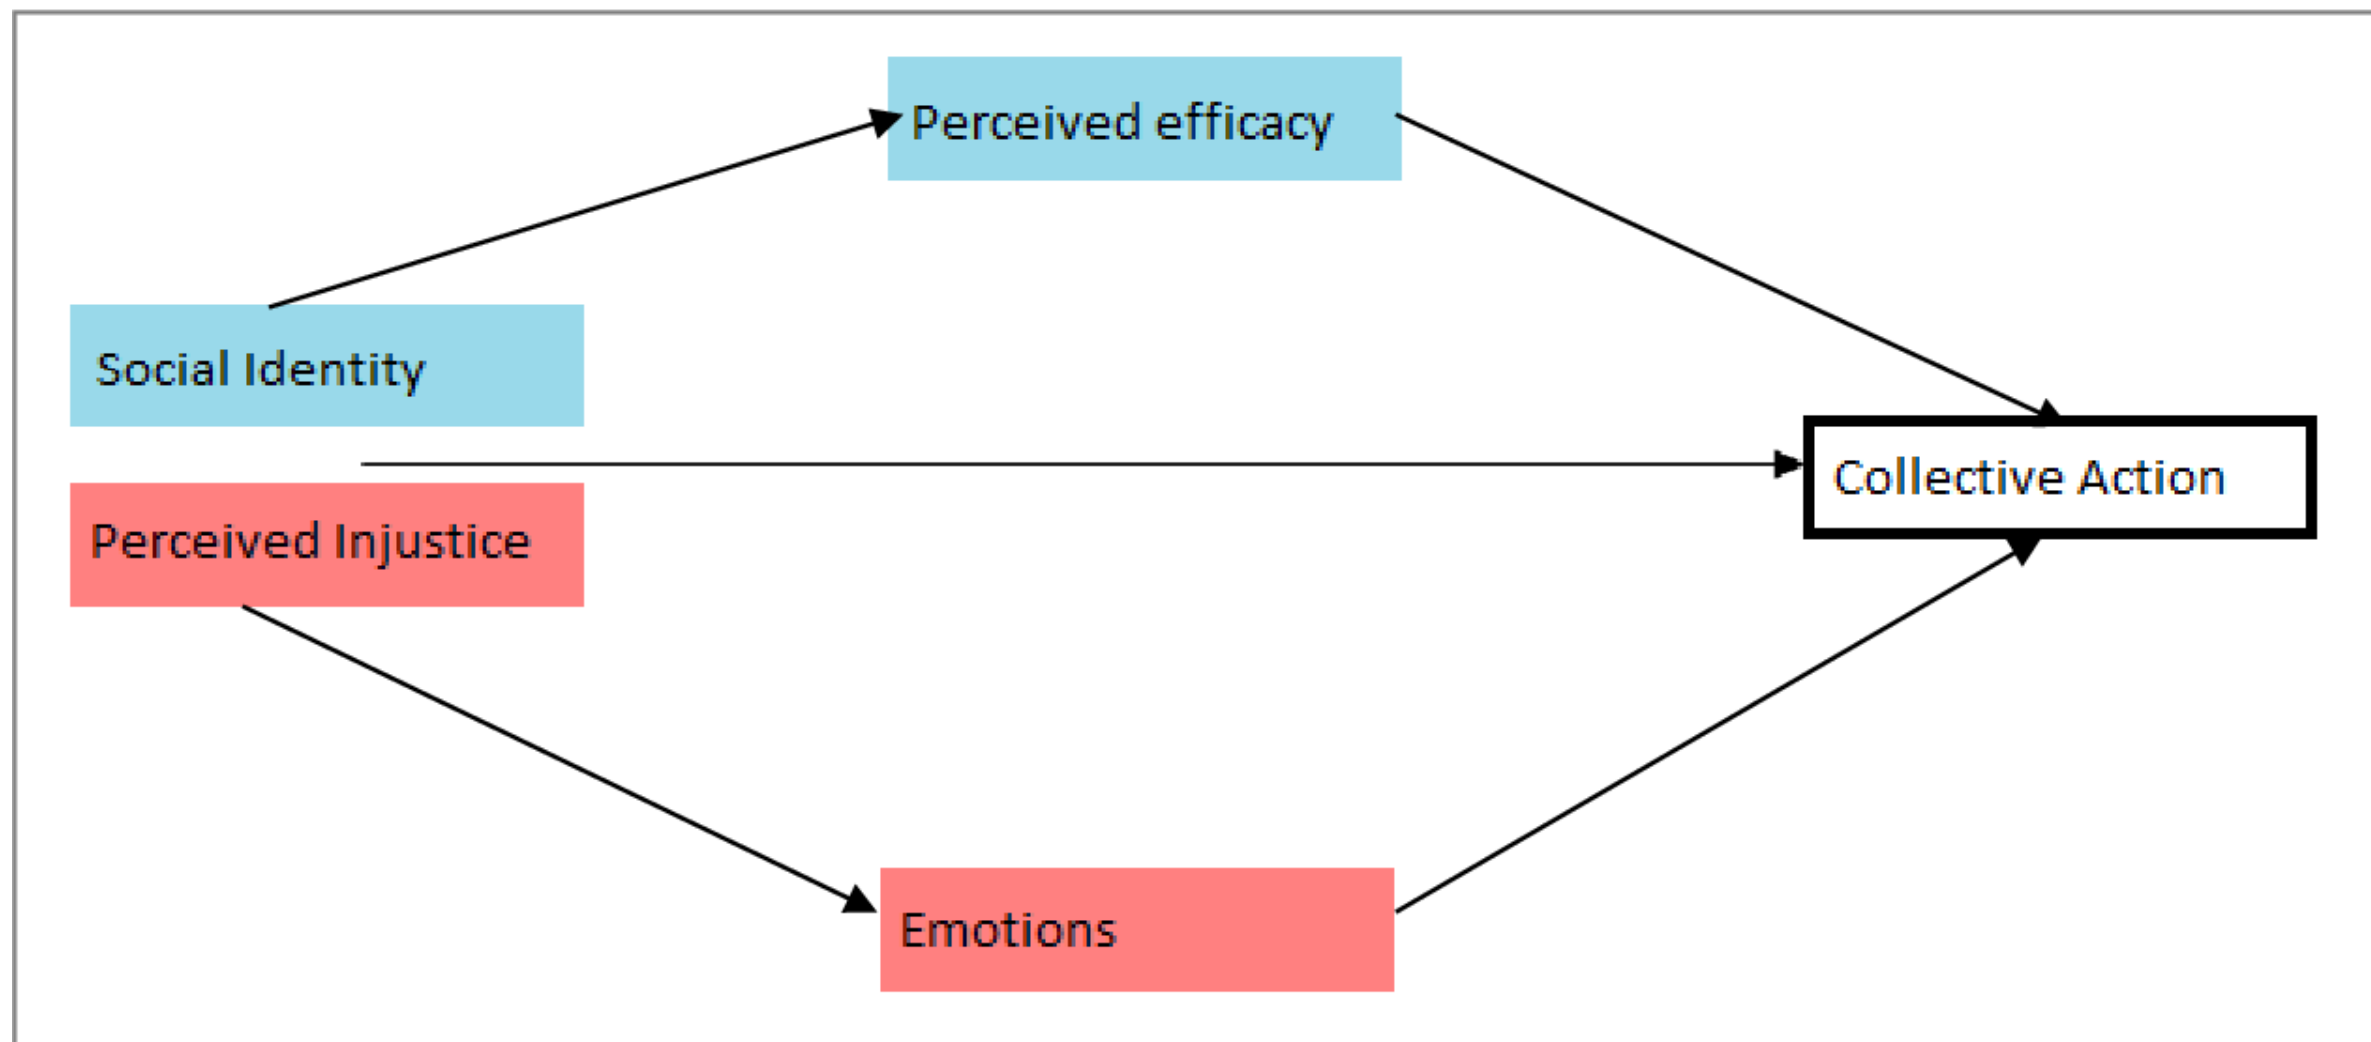 Perceived efficacy
Social Identity
Collective Action
Perceived Injustice
Emotions